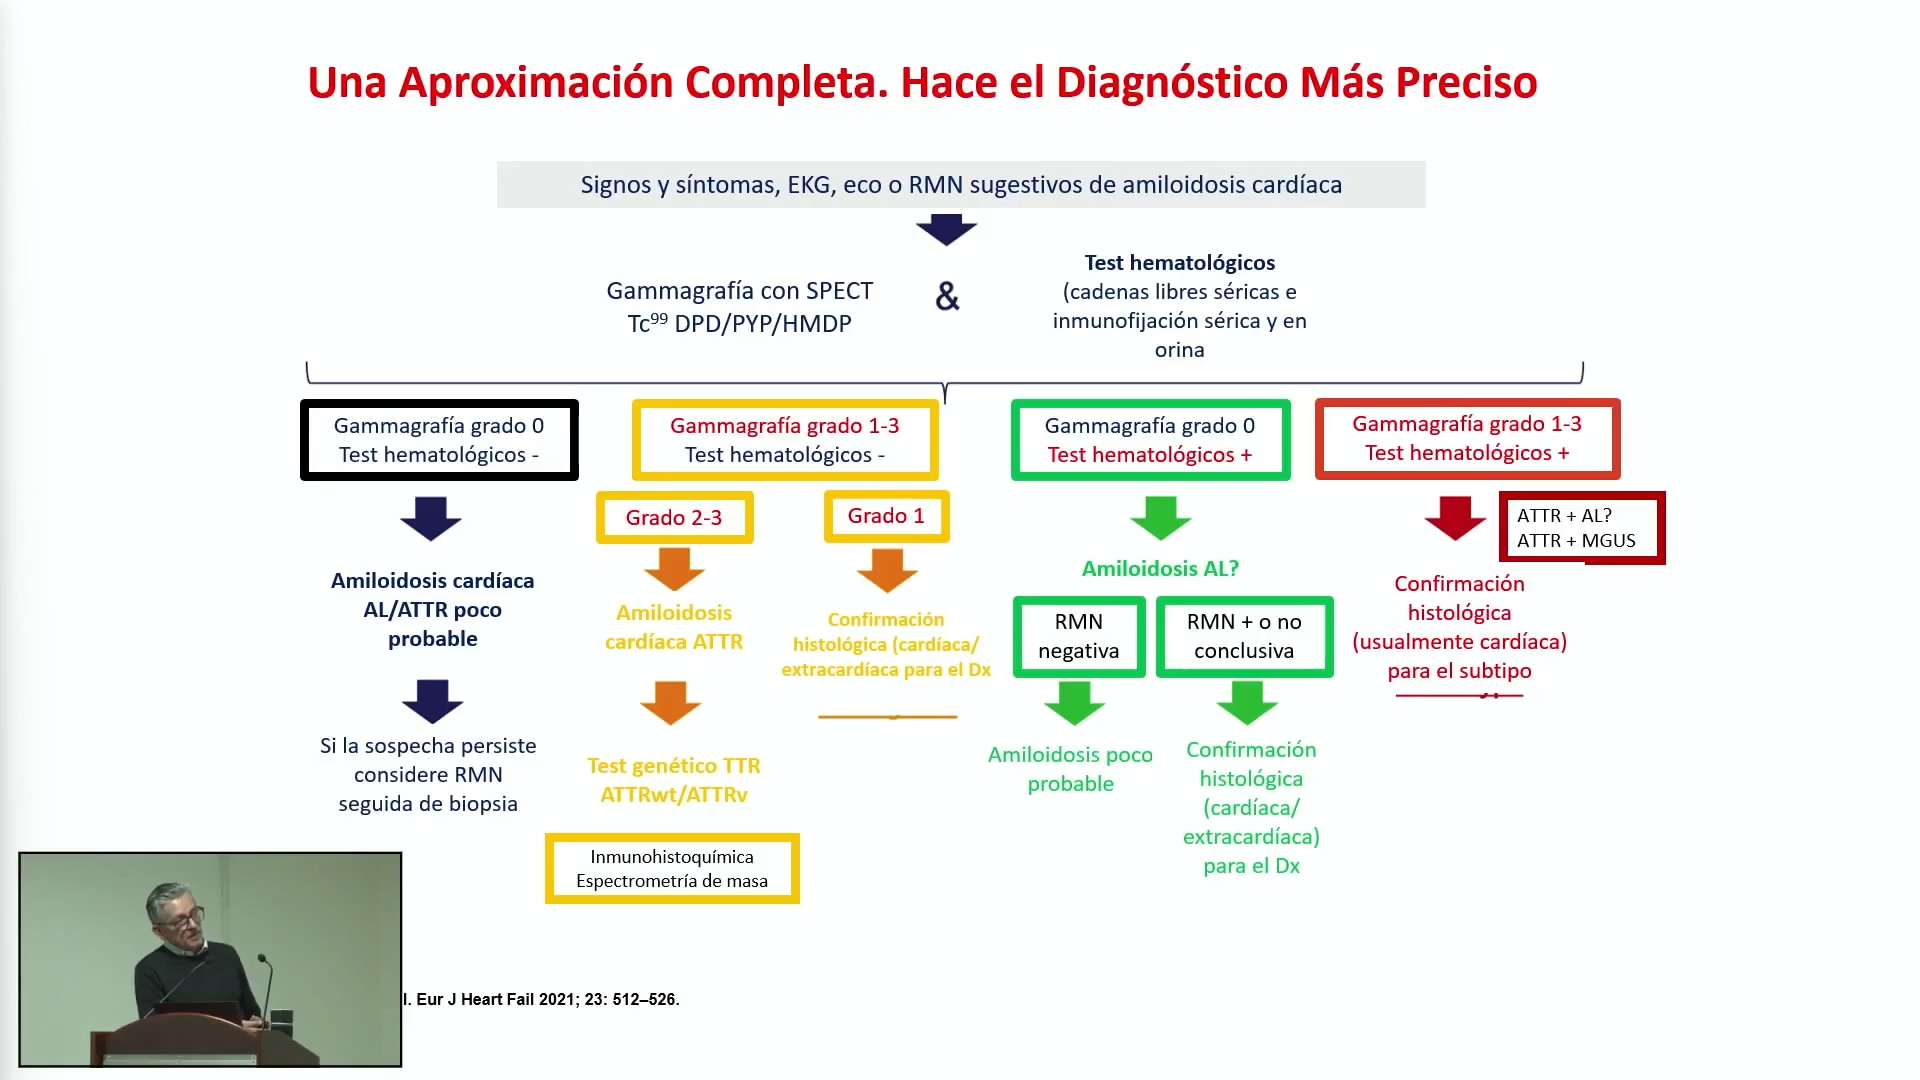 Una Aproximación Completa. Hace el Diagnóstico Más Preciso
Signos y síntomas, EKG, eco o RMN sugestivos de amiloidosis cardíaca
Gammagrafía con SPECT
Tc⁹⁹ DPD/PYP/HMDP
&
Test hematológicos
(cadenas libres séricas e
inmunofijación sérica y en
orina
Gammagrafía grado 0
Test hematológicos -
Amiloidosis cardíaca
AL/ATTR poco
probable
Si la sospecha persiste
considere RMN
seguida de biopsia
Gammagrafía grado 1-3
Test hematológicos -
Grado 2-3
Amiloidosis
cardíaca ATTR
Test genético TTR
ATTRwt/ATTRv
Inmunohistoquímica
Espectrometría de masa
Grado 1
Confirmación
histológica (cardíaca/
extracardíaca para el Dx
Gammagrafía grado 0
Test hematológicos +
Amiloidosis AL?
RMN
negativa
Amiloidosis poco
probable
RMN + o no
conclusiva
Confirmación
histológica
(cardíaca/
extracardíaca)
para el Dx
Gammagrafía grado 1-3
Test hematológicos +
ATTR + AL?
ATTR + MGUS
Confirmación
histológica
(usualmente cardíaca)
para el subtipo
l. Eur J Heart Fail 2021; 23: 512–526.